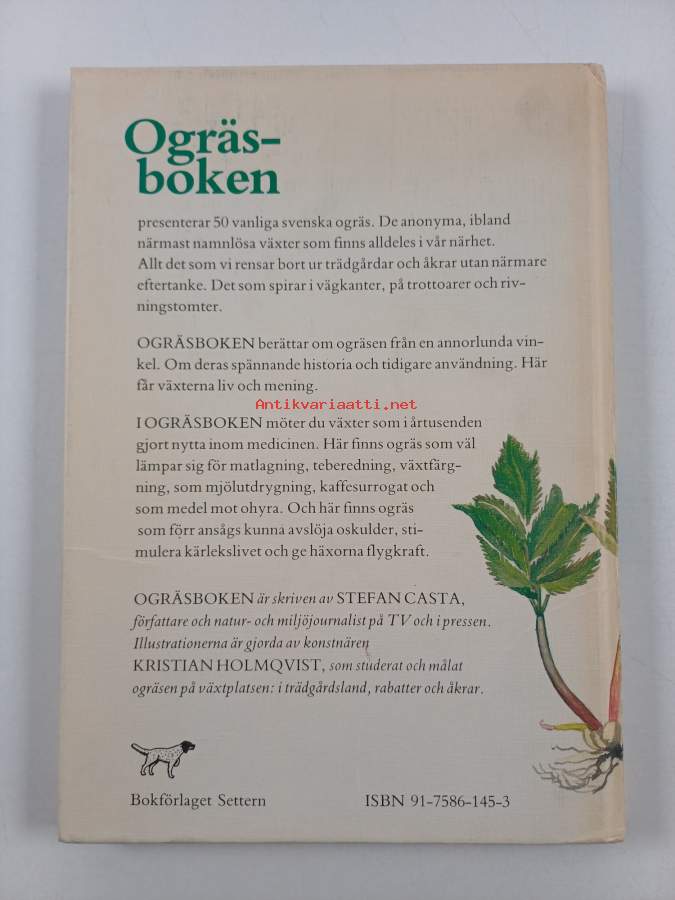 Ogräs-
boken
presenterar 50 vanliga svenska ogräs. De anonyma, ibland
närmast namnlösa växter som finns alldeles i vår närhet.
Allt det som vi rensar bort ur trädgårdar och åkrar utan närmare
eftertanke. Det som spirar i vägkanter, på trottoarer och riv-
ningstomter.
OGRÄSBOKEN berättar om ogräsen från en annorlunda vin-
kel. Om deras spännande historia och tidigare användning. Här
får växterna liv och mening.
Antikvariaatti.net
I OGRÄSBOKEN möter du växter som i årtusenden
gjort nytta inom medicinen. Här finns ogräs som väl
lämpar sig för matlagning, teberedning, växtfärg-
ning, som mjölutdrygning, kaffesurrogat och
som medel mot ohyra. Och här finns ogräs
som förr ansågs kunna avslöja oskulder, sti-
mulera kärlekslivet och ge häxorna flygkraft.
OGRÄSBOKEN är skriven av STEFAN CASTA,
författare och natur- och miljöjournalist på TV och i pressen.
Illustrationerna är gjorda av konstnären
KRISTIAN HOLMQVIST, som studerat och målat
ogräsen på växtplatsen: i trädgårdsland, rabatter och åkrar.
Bokförlaget Settern
ISBN 91-7586-145-3